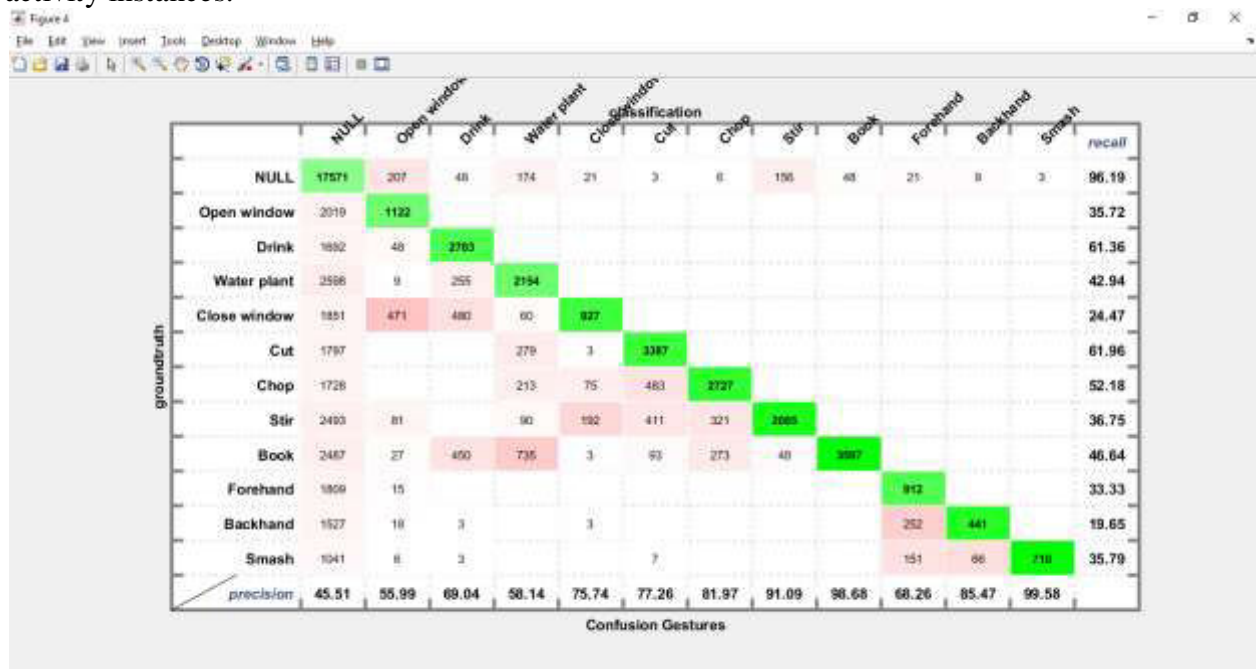 activity instances.
Figure 4
File Edit View Insert Tools Desktop Window Help
classification
NULL Open window Drink Water plant Close window Cut Chop Stir Book Forehand Backhand Smash recall
NULL 17571 207 48 174 21 3 6 156 48 21 9 3 96.19
Open window 2019 1122 35.72
Drink 1692 48 2763 61.36
Water plant 2598 9 255 2154 42.94
Close window 1851 471 480 60 927 24.47
groundtruth
Cut 1797 279 3 3387 61.96
Chop 1728 213 75 483 2727 52.18
Stir 2493 81 90 192 411 321 2085 36.75
Book 2487 27 450 735 3 93 273 48 3597 46.64
Forehand 1809 15 912 33.33
Backhand 1527 18 3 3 252 441 19.65
Smash 1041 6 3 7 151 66 710 35.79
precision 45.51 55.99 69.04 58.14 75.74 77.26 81.97 91.09 98.68 68.26 85.47 99.58
Confusion Gestures